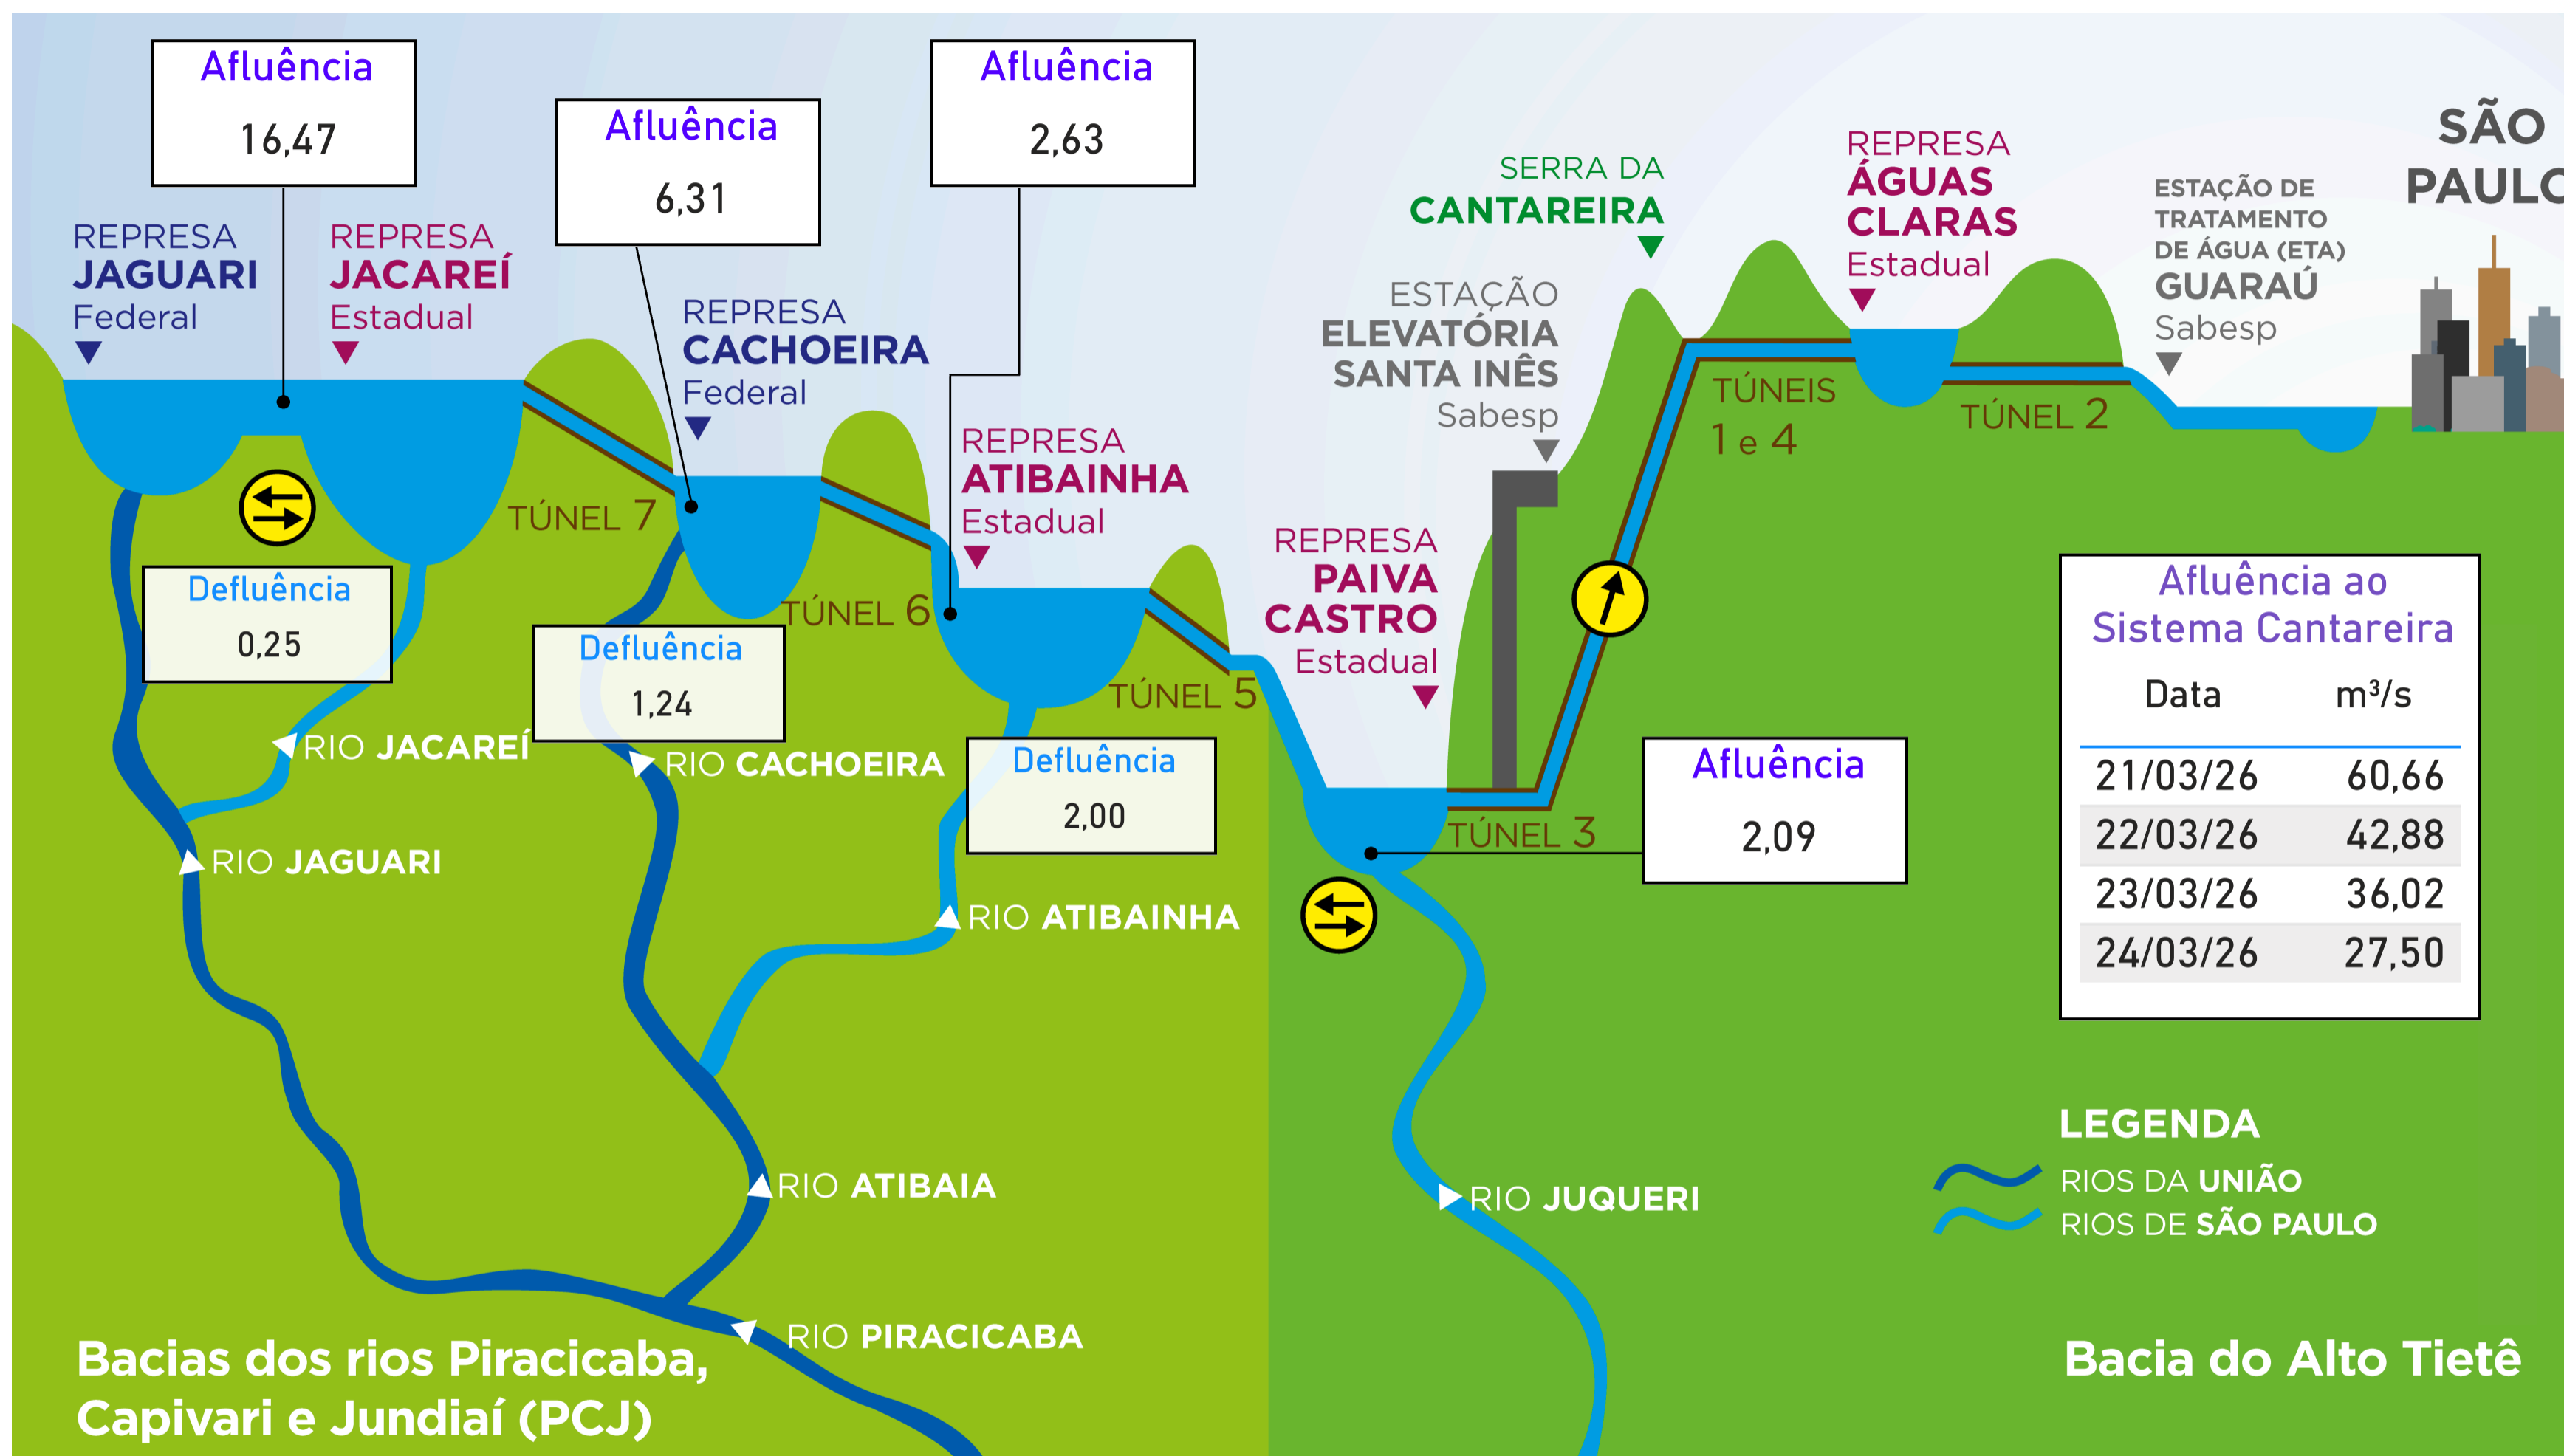 Afluência
16,47
Afluência
6,31
Afluência
2,63
REPRESA
JAGUARI
Federal
REPRESA
JACAREÍ
Estadual
REPRESA
CACHOEIRA
Federal
REPRESA
ATIBAINHA
Estadual
REPRESA
PAIVA
CASTRO
Estadual
SERRA DA
CANTAREIRA
ESTAÇÃO
ELEVATÓRIA
SANTA INÊS
Sabesp
REPRESA
ÁGUAS
CLARAS
Estadual
ESTAÇÃO DE
TRATAMENTO
DE ÁGUA (ETA)
GUARAÚ
Sabesp
SÃO
PAULO
TÚNEL 7
TÚNEL 6
TÚNEL 5
TÚNEL 3
TÚNEIS
1 e 4
TÚNEL 2
Defluência
0,25
Defluência
1,24
Defluência
2,00
Afluência
2,09
RIO JACAREÍ
RIO CACHOEIRA
RIO JAGUARI
RIO ATIBAINHA
RIO ATIBAIA
RIO JUQUERI
RIO PIRACICABA
Afluência ao
Sistema Cantareira
Data m³/s
21/03/26 60,66
22/03/26 42,88
23/03/26 36,02
24/03/26 27,50
LEGENDA
RIOS DA UNIÃO
RIOS DE SÃO PAULO
Bacias dos rios Piracicaba,
Capivari e Jundiaí (PCJ)
Bacia do Alto Tietê